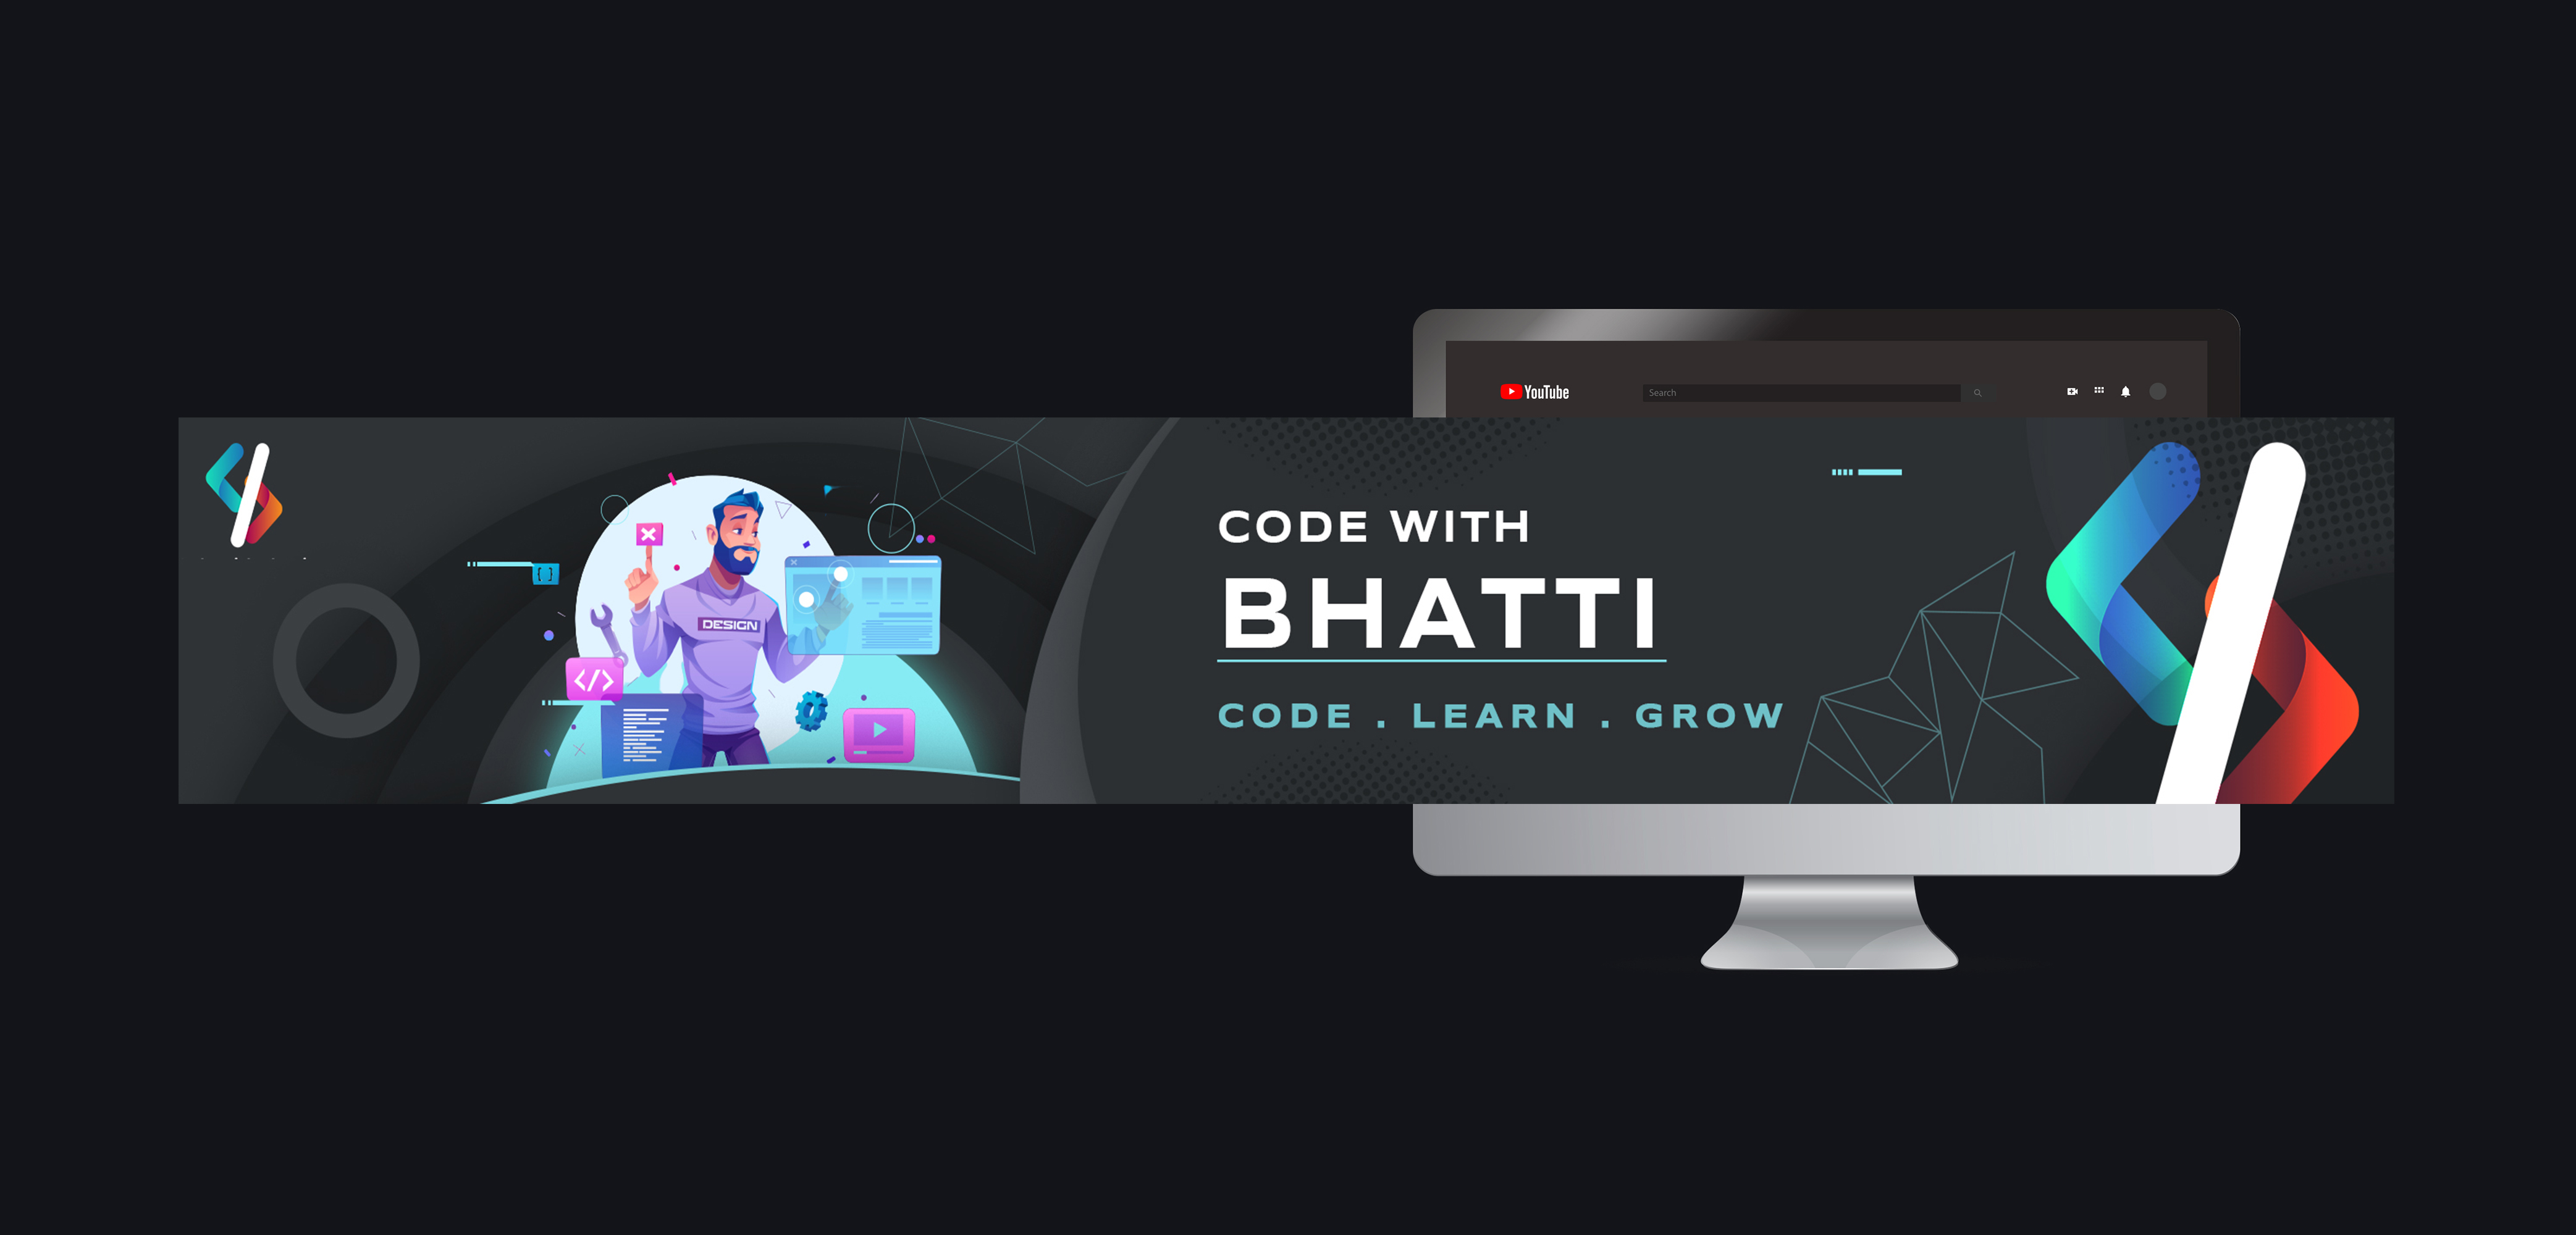 YouTube
Search
CODE WITH
BHATTI
CODE . LEARN . GROW
DESIGN